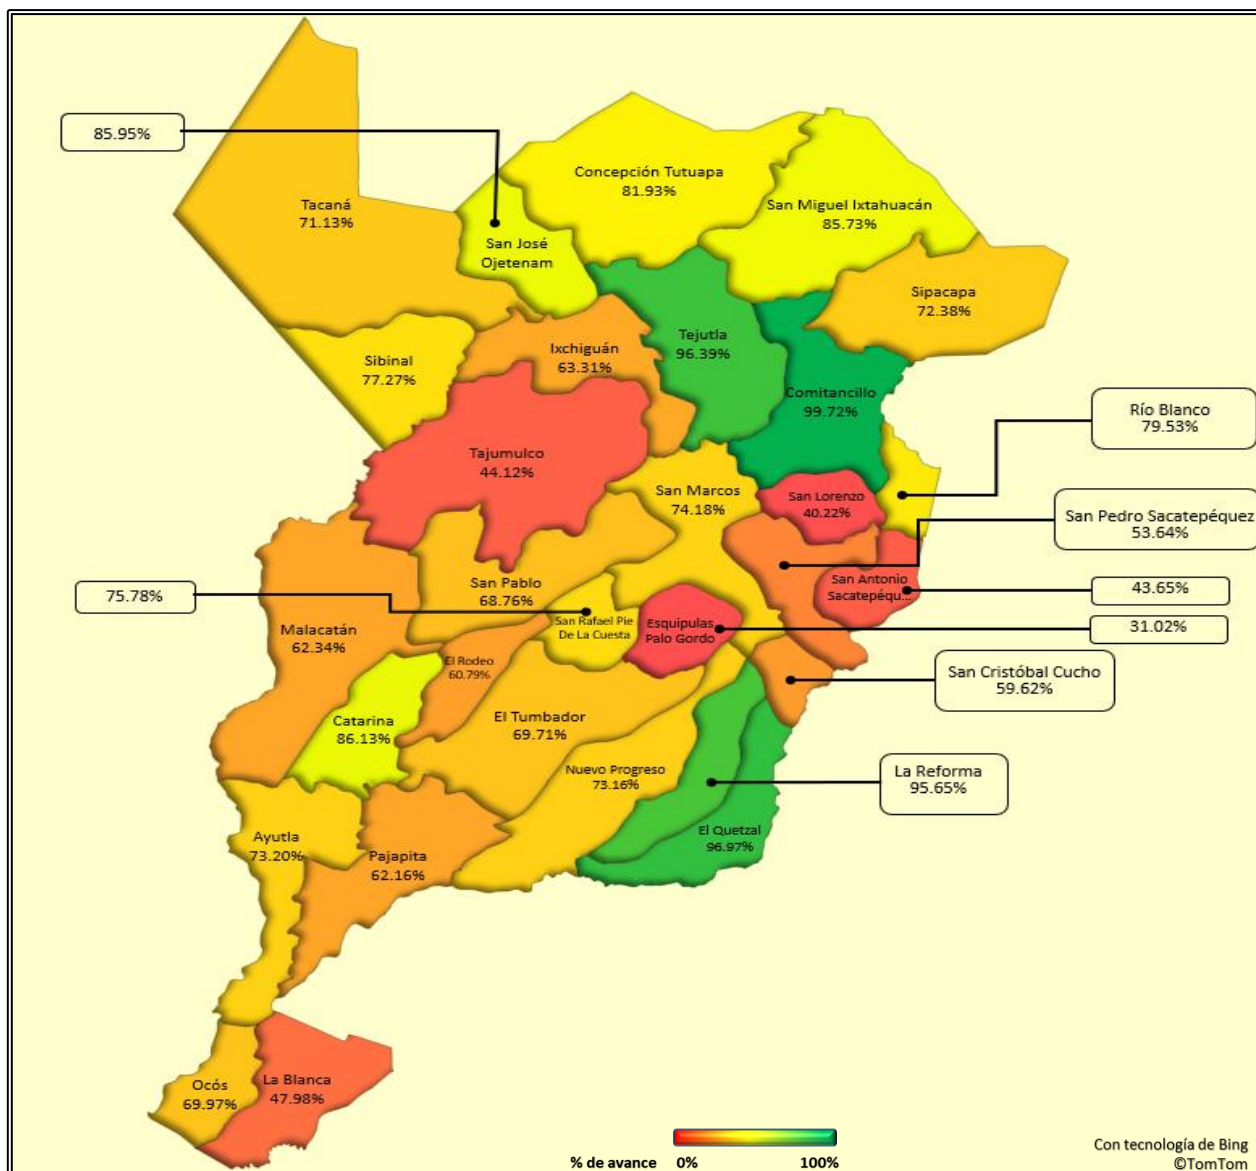 85.95%
Concepción Tutuapa
81.93%
San Miguel Ixtahuacán
85.73%
Tacaná
71.13%
San José
Ojetenam
Sipacapa
72.38%
Tejutla
96.39%
Ixchiguán
63.31%
Sibinal
77.27%
Comitancillo
99.72%
Río Blanco
79.53%
Tajumulco
44.12%
San Marcos
74.18%
San Lorenzo
40.22%
San Pedro Sacatepéquez
53.64%
San Pablo
68.76%
San Antonio
Sacatepéqu...
43.65%
75.78%
San Rafael Pie
De La Cuesta
Esquipulas
Palo Gordo
31.02%
Malacatán
62.34%
El Rodeo
60.79%
San Cristóbal Cucho
59.62%
Catarina
86.13%
El Tumbador
69.71%
Nuevo Progreso
73.16%
La Reforma
95.65%
El Quetzal
96.97%
Ayutla
73.20%
Pajapita
62.16%
Ocós
69.97%
La Blanca
47.98%
% de avance 0% 100%
Con tecnología de Bing
©TomTom